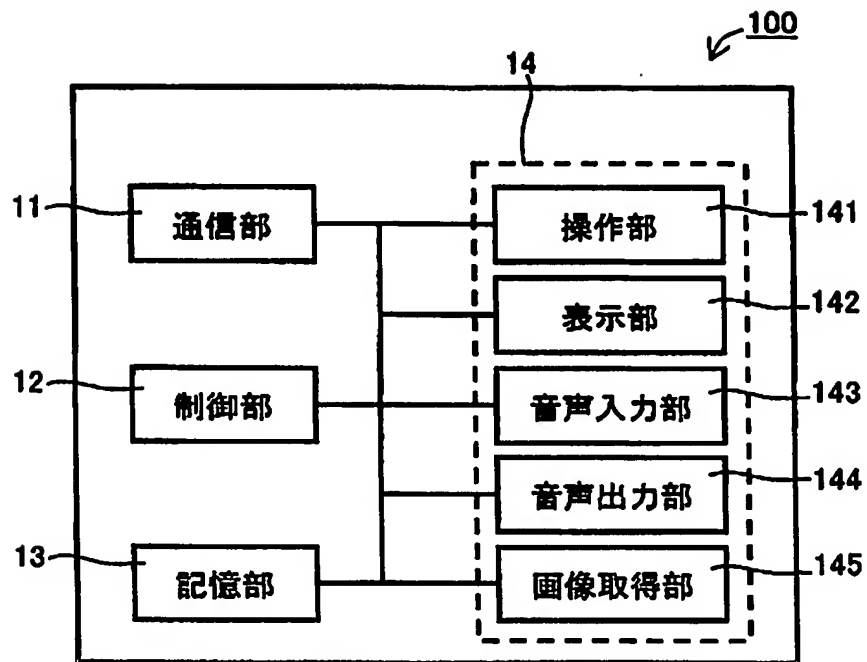 100
14
11 通信部 操作部 141
表示部 142
12 制御部 音声入力部 143
音声出力部 144
13 記憶部 画像取得部 145